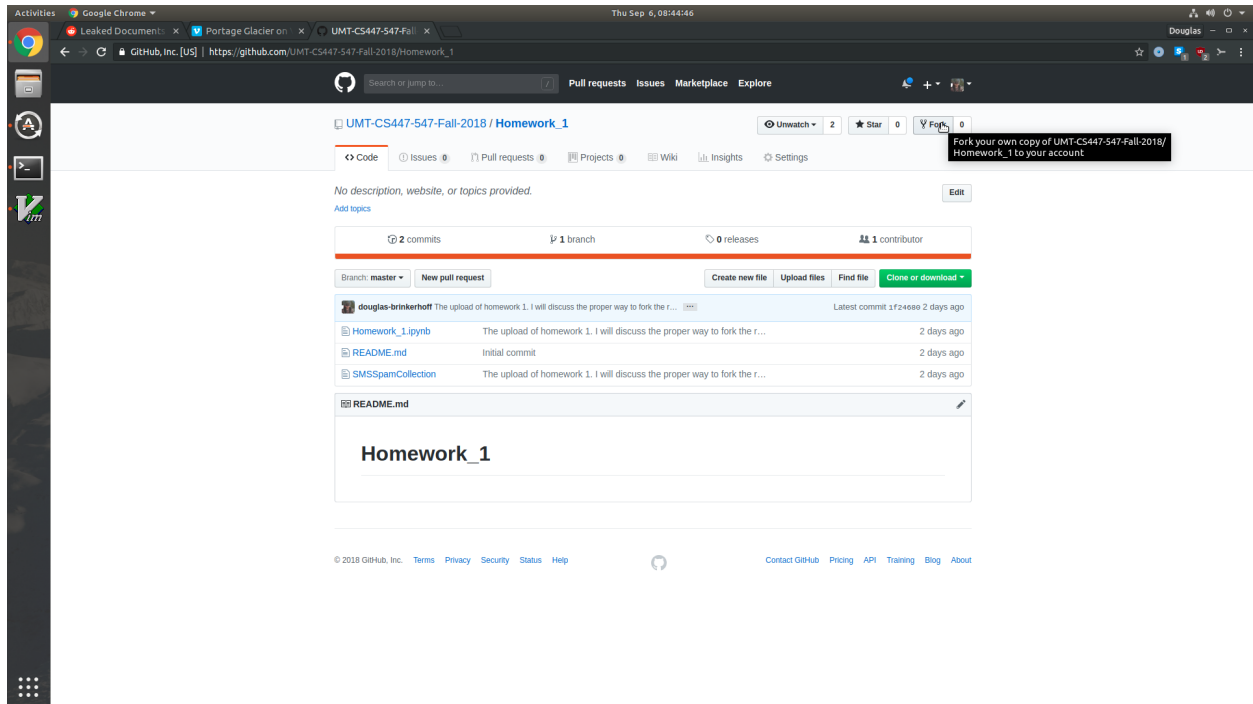 Activities Google Chrome Thu Sep 6, 08:44:46
Leaked Documents Portage Glacier on UMT-CS447-547-Fall Douglas
GitHub, Inc. [US] | https://github.com/UMT-CS447-547-Fall-2018/Homework_1
Search or jump to... / Pull requests Issues Marketplace Explore
UMT-CS447-547-Fall-2018 / Homework_1 Unwatch 2 Star 0 Fork 0
Fork your own copy of UMT-CS447-547-Fall-2018/
Homework_1 to your account
Code Issues 0 Pull requests 0 Projects 0 Wiki Insights Settings
No description, website, or topics provided. Edit
Add topics
2 commits 1 branch 0 releases 1 contributor
Branch: master New pull request Create new file Upload files Find file Clone or download
douglas-brinkerhoff The upload of homework 1. I will discuss the proper way to fork the r… Latest commit 1f24680 2 days ago
Homework_1.ipynb The upload of homework 1. I will discuss the proper way to fork the r… 2 days ago
README.md Initial commit 2 days ago
SMSSpamCollection The upload of homework 1. I will discuss the proper way to fork the r… 2 days ago
README.md
Homework_1
© 2018 GitHub, Inc. Terms Privacy Security Status Help Contact GitHub Pricing API Training Blog About
Vim